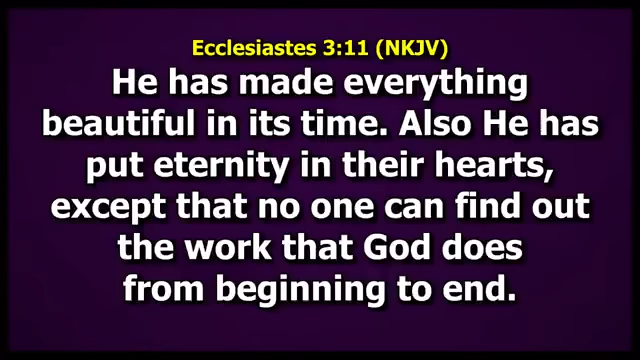 Ecclesiastes 3:11 (NKJV)
He has made everything
beautiful in its time. Also He has
put eternity in their hearts,
except that no one can find out
the work that God does
from beginning to end.